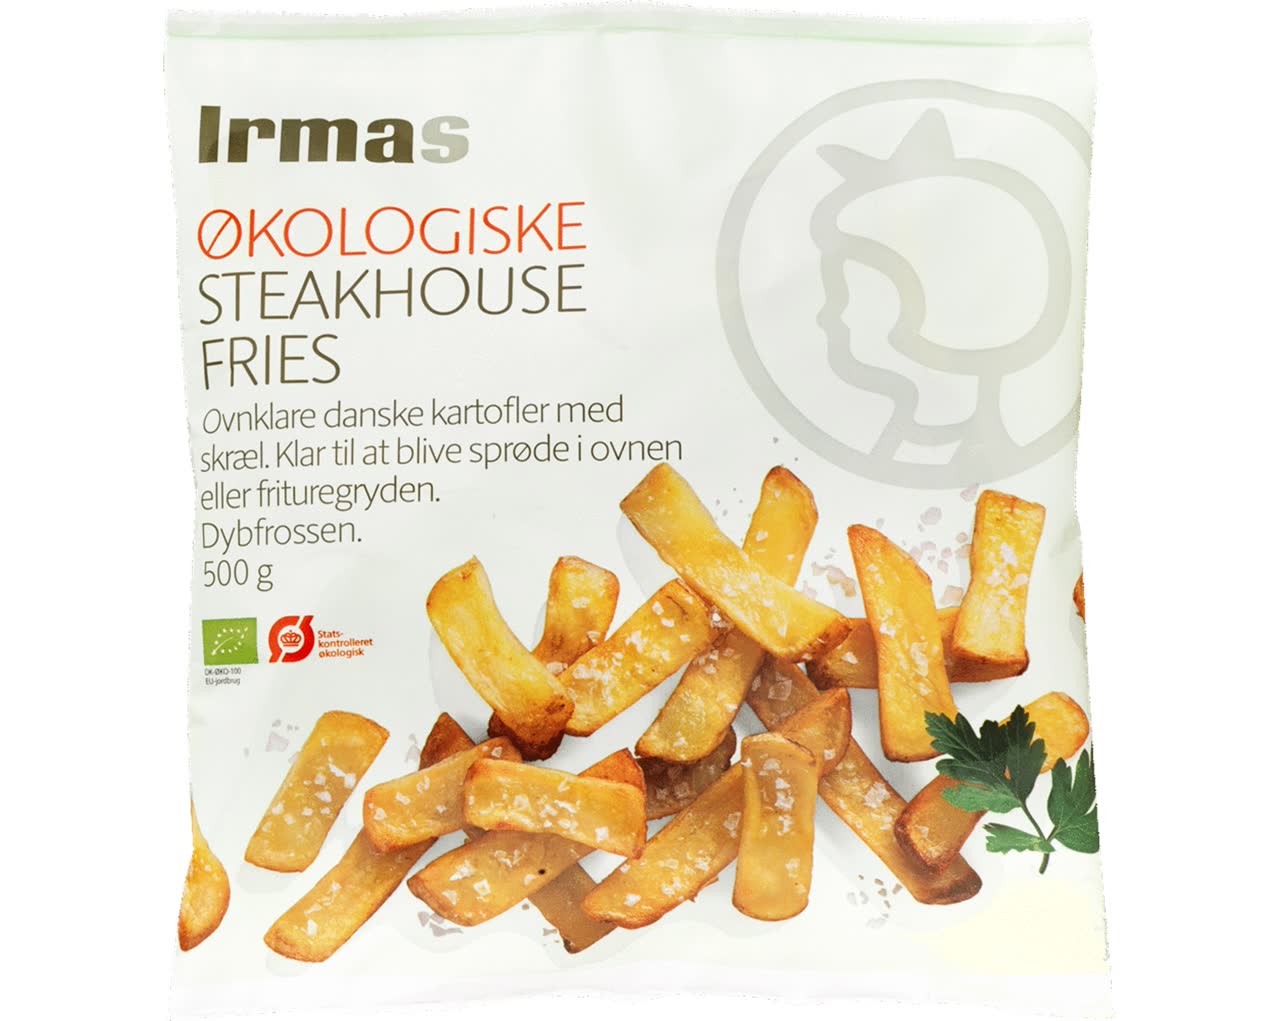 Irmas
ØKOLOGISKE
STEAKHOUSE
FRIES
Ovnklare danske kartofler med
skræl. Klar til at blive sprøde i ovnen
eller frituregryden.
Dybfrossen.
500 g
Stats-
kontrolleret
økologisk
DK-ØKO-100
EU-jordbrug